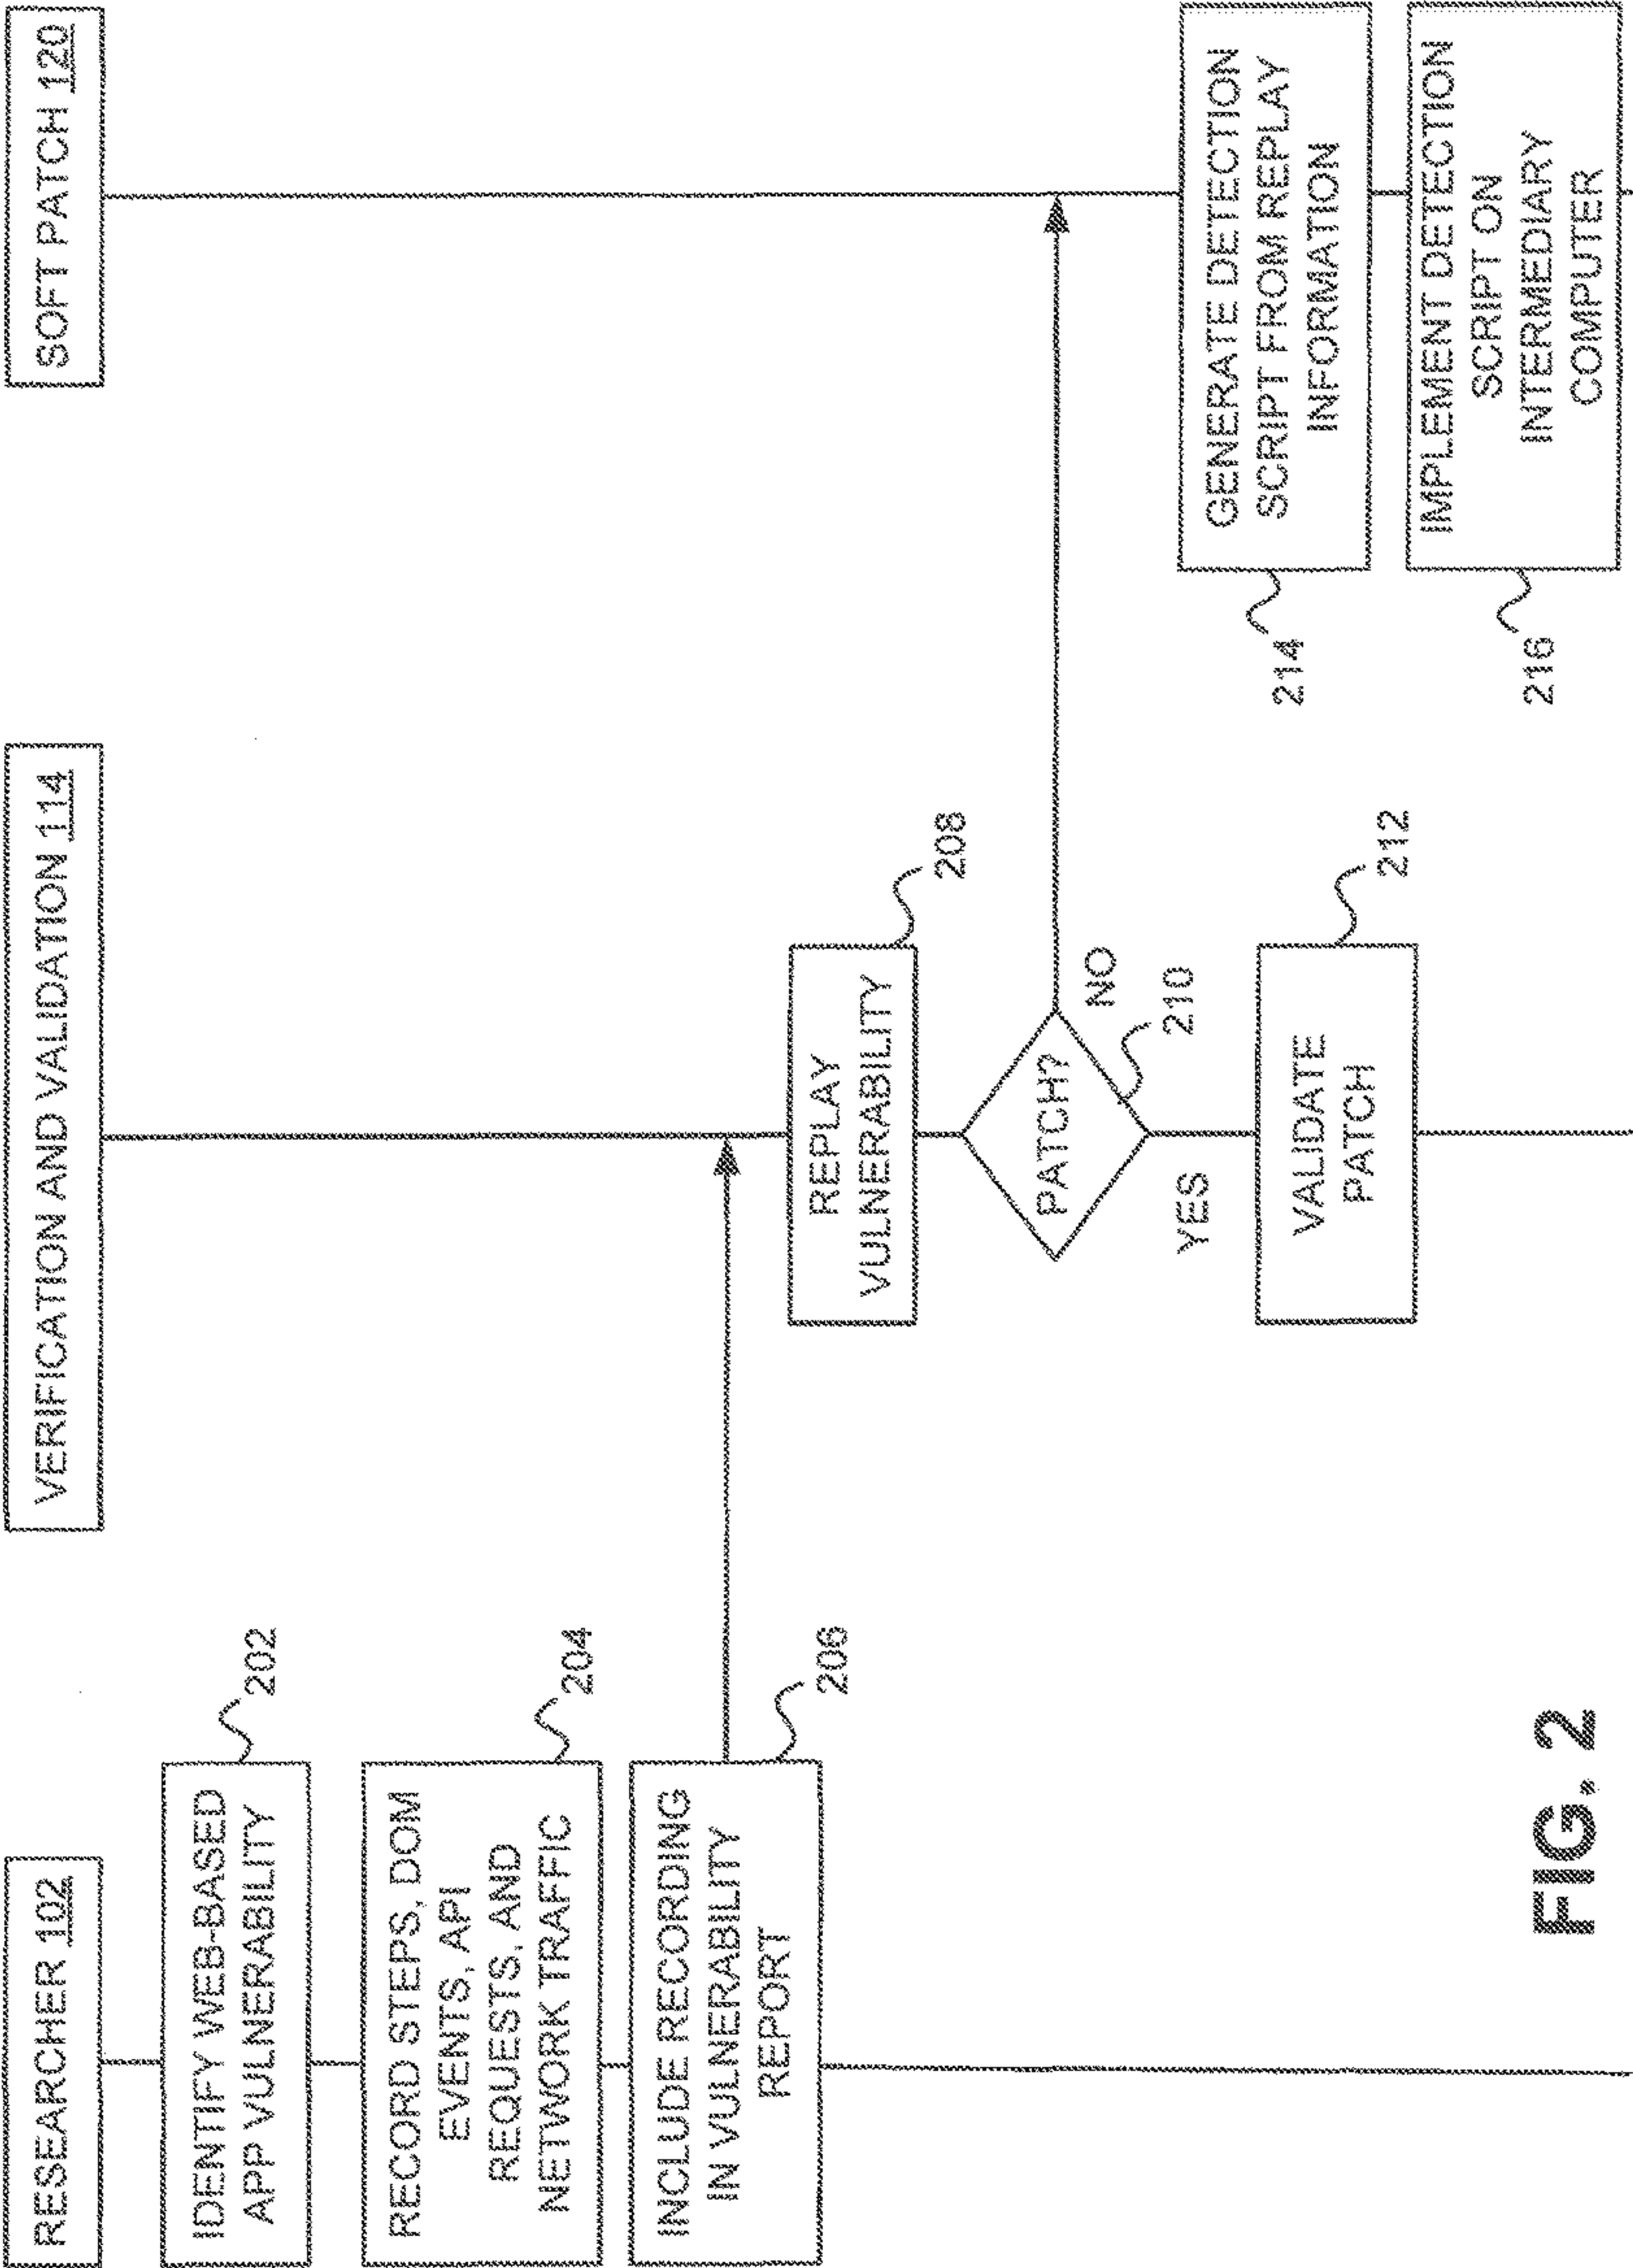 RESEARCHER 102
IDENTIFY WEB-BASED
APP VULNERABILITY
202
RECORD STEPS, DOM
EVENTS, API
REQUESTS, AND
NETWORK TRAFFIC
204
INCLUDE RECORDING
IN VULNERABILITY
REPORT
206
VERIFICATION AND VALIDATION 114
REPLAY
VULNERABILITY
208
PATCH?
NO
210
YES
VALIDATE
PATCH
212
SOFT PATCH 120
GENERATE DETECTION
SCRIPT FROM REPLAY
INFORMATION
214
IMPLEMENT DETECTION
SCRIPT ON
INTERMEDIARY
COMPUTER
216
FIG. 2